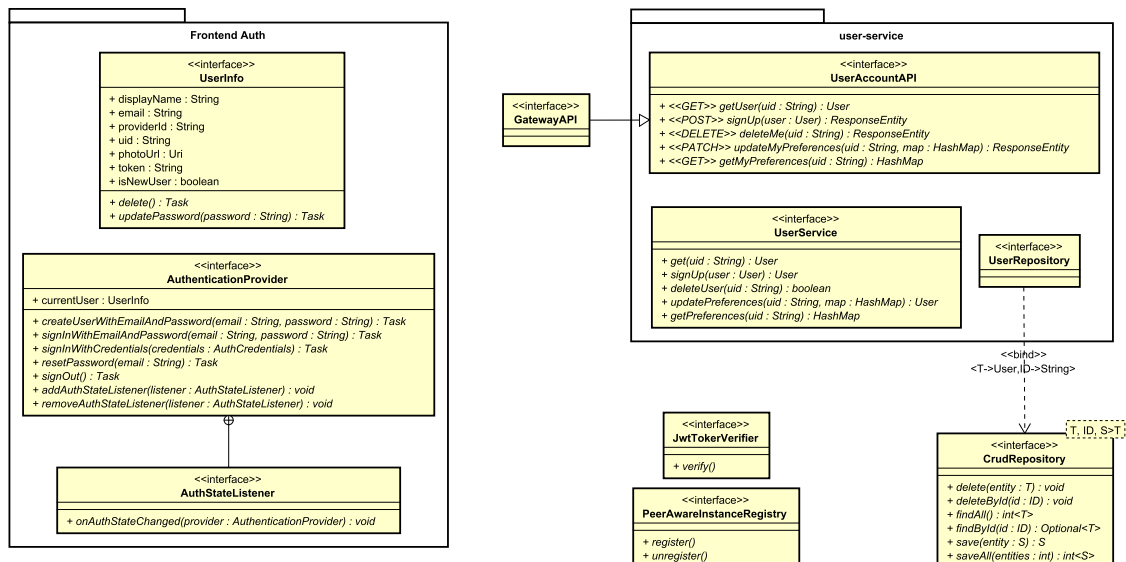 Frontend Auth
<<interface>>
UserInfo
+ displayName : String
+ email : String
+ providerId : String
+ uid : String
+ photoUrl : Uri
+ token : String
+ isNewUser : boolean
+ delete() : Task
+ updatePassword(password : String) : Task
<<interface>>
AuthenticationProvider
+ currentUser : UserInfo
+ createUserWithEmailAndPassword(email : String, password : String) : Task
+ signInWithEmailAndPassword(email : String, password : String) : Task
+ signInWithCredentials(credentials : AuthCredentials) : Task
+ resetPassword(email : String) : Task
+ signOut() : Task
+ addAuthStateListener(listener : AuthStateListener) : void
+ removeAuthStateListener(listener : AuthStateListener) : void
<<interface>>
AuthStateListener
+ onAuthStateChanged(provider : AuthenticationProvider) : void
<<interface>>
GatewayAPI
user-service
<<interface>>
UserAccountAPI
+ <<GET>> getUser(uid : String) : User
+ <<POST>> signUp(user : User) : ResponseEntity
+ <<DELETE>> deleteMe(uid : String) : ResponseEntity
+ <<PATCH>> updateMyPreferences(uid : String, map : HashMap) : ResponseEntity
+ <<GET>> getMyPreferences(uid : String) : HashMap
<<interface>>
UserService
+ get(uid : String) : User
+ signUp(user : User) : User
+ deleteUser(uid : String) : boolean
+ updatePreferences(uid : String, map : HashMap) : User
+ getPreferences(uid : String) : HashMap
<<interface>>
UserRepository
<<bind>>
<T->User,ID->String>
<<interface>>
JwtTokerVerifier
+ verify()
<<interface>>
PeerAwareInstanceRegistry
+ register()
+ unregister()
T, ID, S>T
<<interface>>
CrudRepository
+ delete(entity : T) : void
+ deleteById(id : ID) : void
+ findAll() : int<T>
+ findById(id : ID) : Optional<T>
+ save(entity : S) : S
+ saveAll(entities : int) : int<S>